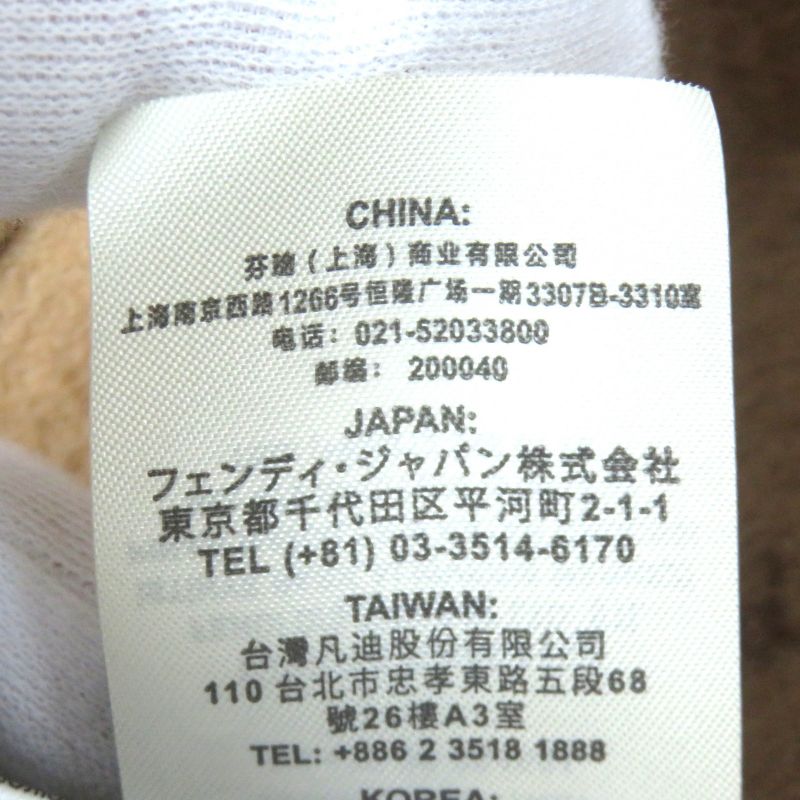 CHINA:
芬迪（上海）商业有限公司
上海南京西路1266号恒隆广场一期3307B-3310室
电话：021-52033800
邮编：200040
JAPAN:
フェンディ・ジャパン株式会社
東京都千代田区平河町2-1-1
TEL (+81) 03-3514-6170
TAIWAN:
台灣凡迪股份有限公司
110 台北市忠孝東路五段68
號26樓A3室
TEL: +886 2 3518 1888
KOREA: